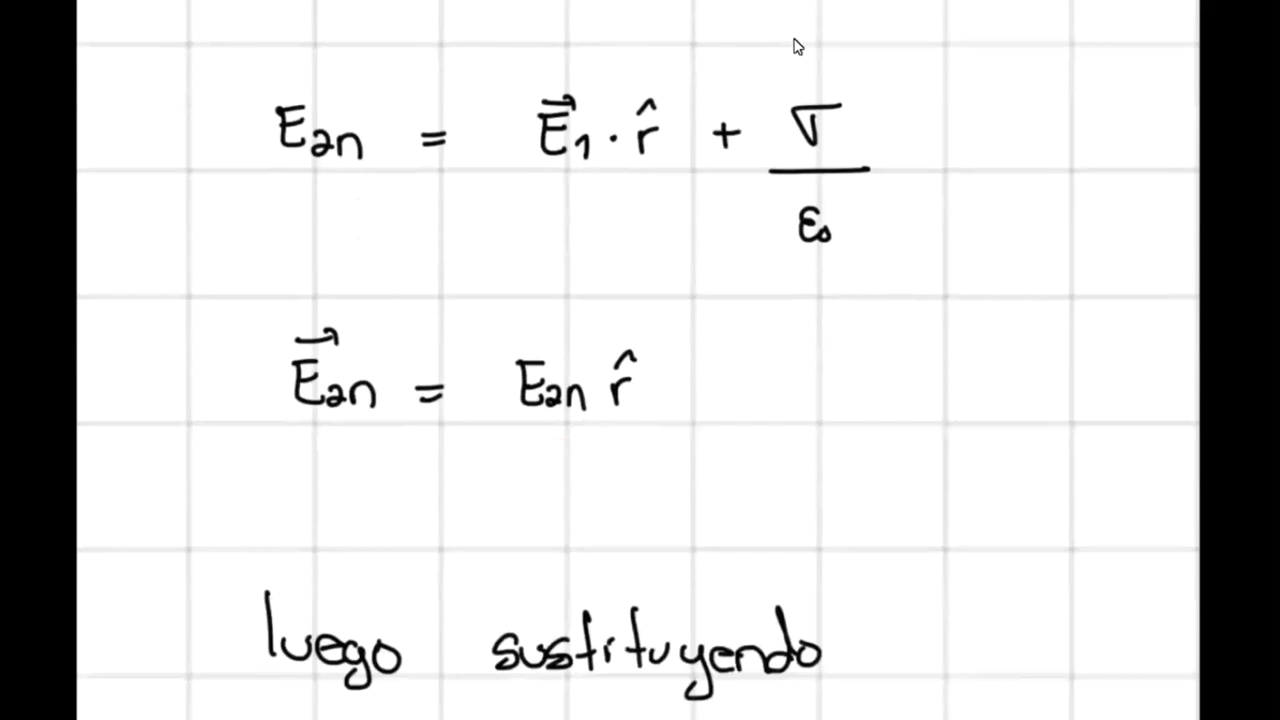 E₂n = E⃗₁ · r̂ + σ/ε₀
E⃗₂n = E₂n r̂
luego sustituyendo